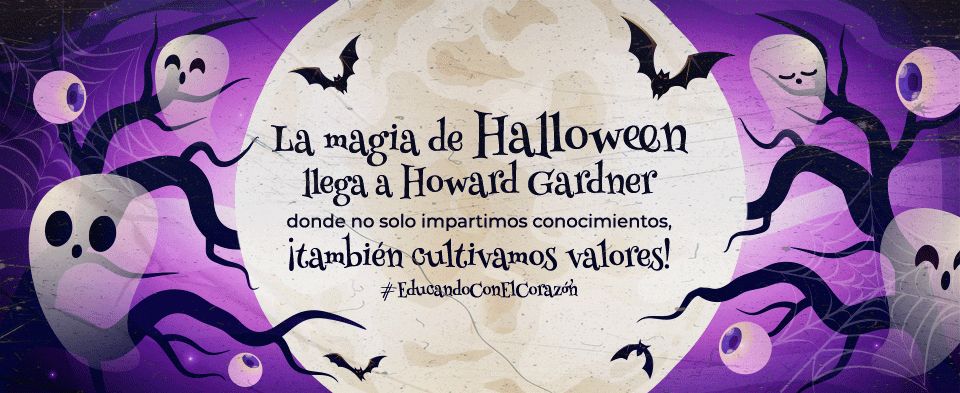 La magia de Halloween
llega a Howard Gardner
donde no solo impartimos conocimientos,
¡también cultivamos valores!
#EducandoConElCorazón